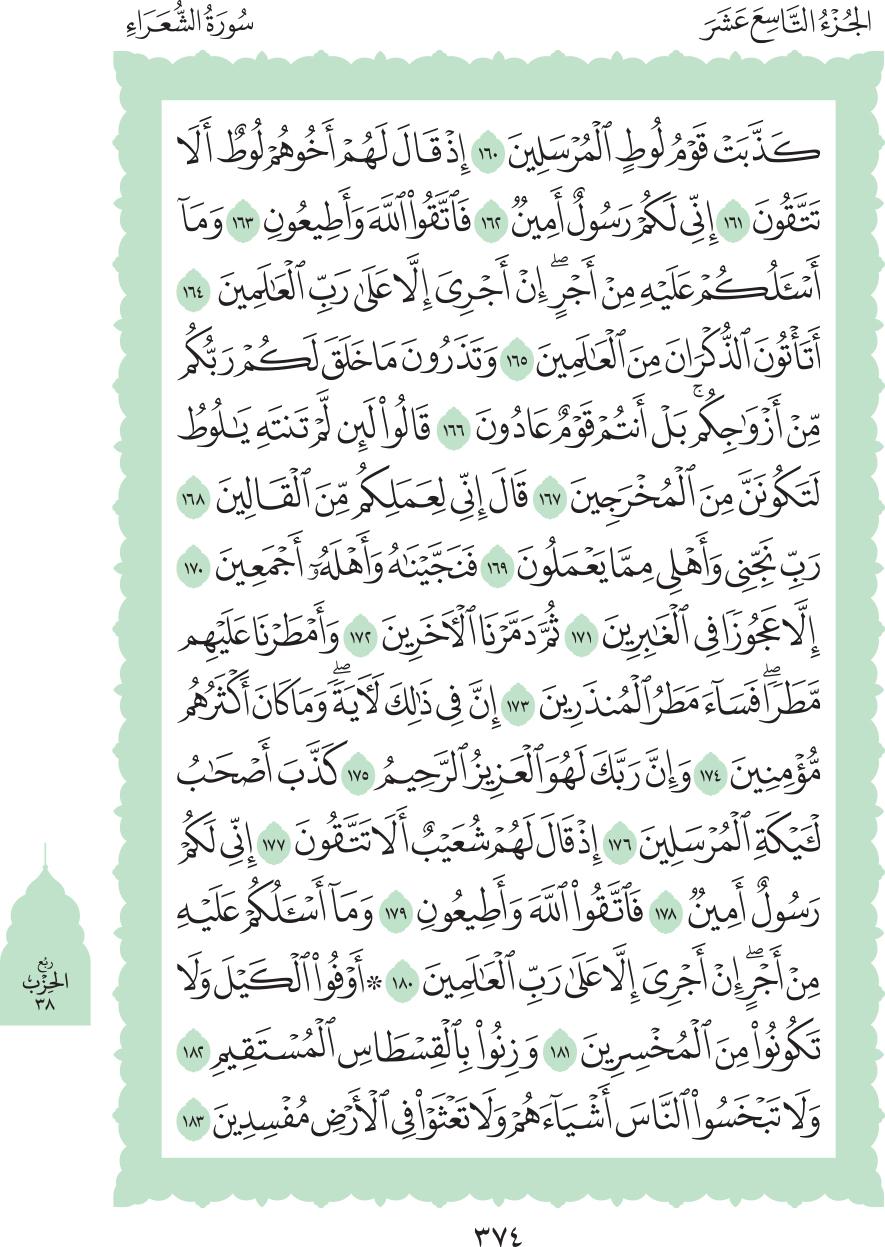 الجُزْءُ التَّاسِعَ عَشَرَ
سُورَةُ الشُّعَرَاءِ
كَذَّبَتۡ قَوۡمُ لُوطٍ ٱلۡمُرۡسَلِينَ ١٦٠ إِذۡ قَالَ لَهُمۡ أَخُوهُمۡ لُوطٌ أَلَا
تَتَّقُونَ ١٦١ إِنِّي لَكُمۡ رَسُولٌ أَمِينٞ ١٦٢ فَٱتَّقُواْ ٱللَّهَ وَأَطِيعُونِ ١٦٣ وَمَآ
أَسۡـَٔلُكُمۡ عَلَيۡهِ مِنۡ أَجۡرٍۖ إِنۡ أَجۡرِيَ إِلَّا عَلَىٰ رَبِّ ٱلۡعَٰلَمِينَ ١٦٤
أَتَأۡتُونَ ٱلذُّكۡرَانَ مِنَ ٱلۡعَٰلَمِينَ ١٦٥ وَتَذَرُونَ مَا خَلَقَ لَكُمۡ رَبُّكُم
مِّنۡ أَزۡوَٰجِكُمۚ بَلۡ أَنتُمۡ قَوۡمٌ عَادُونَ ١٦٦ قَالُواْ لَئِن لَّمۡ تَنتَهِ يَٰلُوطُ
لَتَكُونَنَّ مِنَ ٱلۡمُخۡرَجِينَ ١٦٧ قَالَ إِنِّي لِعَمَلِكُم مِّنَ ٱلۡقَالِينَ ١٦٨
رَبِّ نَجِّنِي وَأَهۡلِي مِمَّا يَعۡمَلُونَ ١٦٩ فَنَجَّيۡنَٰهُ وَأَهۡلَهُۥٓ أَجۡمَعِينَ ١٧٠
إِلَّا عَجُوزٗا فِي ٱلۡغَٰبِرِينَ ١٧١ ثُمَّ دَمَّرۡنَا ٱلۡأٓخَرِينَ ١٧٢ وَأَمۡطَرۡنَا عَلَيۡهِم
مَّطَرٗاۖ فَسَآءَ مَطَرُ ٱلۡمُنذَرِينَ ١٧٣ إِنَّ فِي ذَٰلِكَ لَأٓيَةٗۖ وَمَا كَانَ أَكۡثَرُهُم
مُّؤۡمِنِينَ ١٧٤ وَإِنَّ رَبَّكَ لَهُوَ ٱلۡعَزِيزُ ٱلرَّحِيمُ ١٧٥ كَذَّبَ أَصۡحَٰبُ
لۡـَٔيۡكَةِ ٱلۡمُرۡسَلِينَ ١٧٦ إِذۡ قَالَ لَهُمۡ شُعَيۡبٌ أَلَا تَتَّقُونَ ١٧٧ إِنِّي لَكُمۡ
رَسُولٌ أَمِينٞ ١٧٨ فَٱتَّقُواْ ٱللَّهَ وَأَطِيعُونِ ١٧٩ وَمَآ أَسۡـَٔلُكُمۡ عَلَيۡهِ
مِنۡ أَجۡرٍۖ إِنۡ أَجۡرِيَ إِلَّا عَلَىٰ رَبِّ ٱلۡعَٰلَمِينَ ١٨٠ * أَوۡفُواْ ٱلۡكَيۡلَ وَلَا
تَكُونُواْ مِنَ ٱلۡمُخۡسِرِينَ ١٨١ وَزِنُواْ بِٱلۡقِسۡطَاسِ ٱلۡمُسۡتَقِيمِ ١٨٢
وَلَا تَبۡخَسُواْ ٱلنَّاسَ أَشۡيَآءَهُمۡ وَلَا تَعۡثَوۡاْ فِي ٱلۡأَرۡضِ مُفۡسِدِينَ ١٨٣
ربُع
الحِزْب
٣٨
٣٧٤